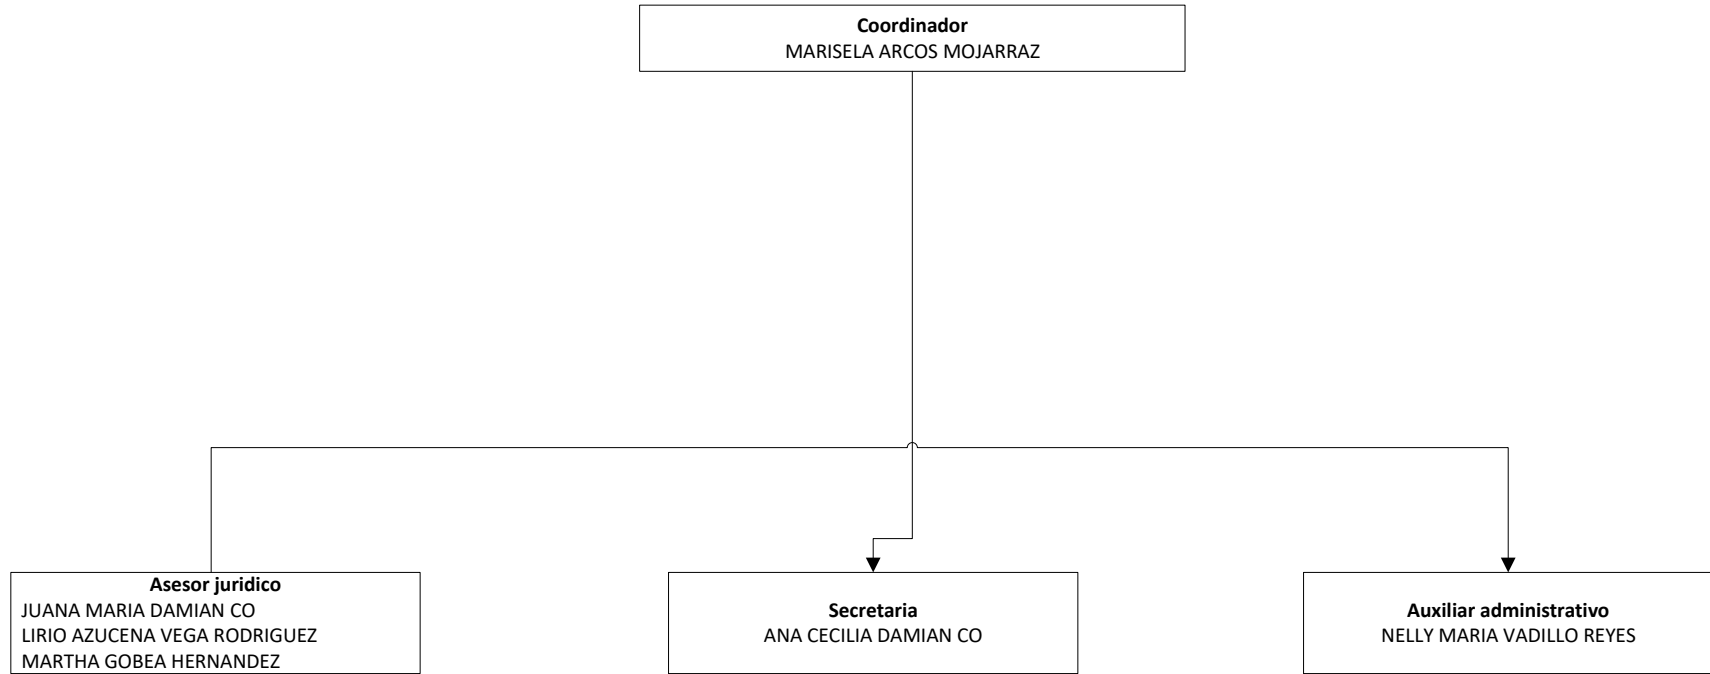 Coordinador
MARISELA ARCOS MOJARRAZ
Asesor juridico
JUANA MARIA DAMIAN CO
LIRIO AZUCENA VEGA RODRIGUEZ
MARTHA GOBEA HERNANDEZ
Secretaria
ANA CECILIA DAMIAN CO
Auxiliar administrativo
NELLY MARIA VADILLO REYES